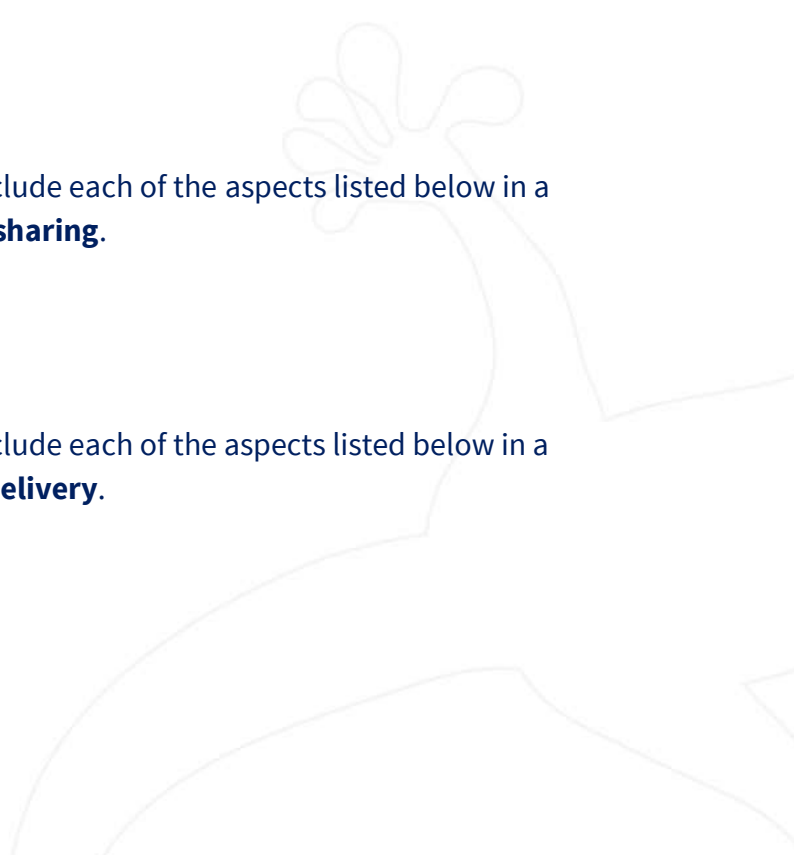 clude each of the aspects listed below in a
sharing.
clude each of the aspects listed below in a
elivery.